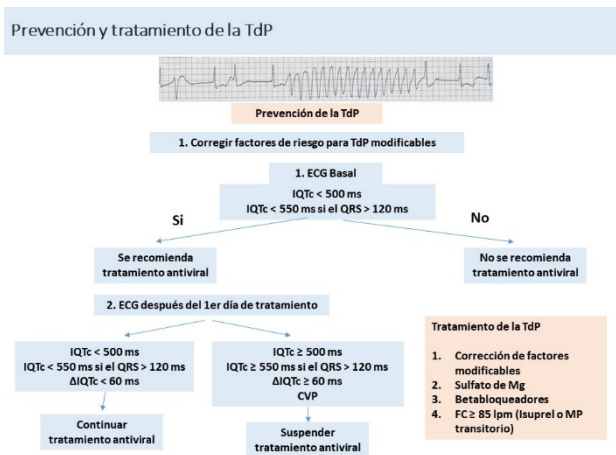 Prevención y tratamiento de la TdP
Prevención de la TdP
1. Corregir factores de riesgo para TdP modificables
1. ECG Basal
IQTc < 500 ms
IQTc < 550 ms si el QRS > 120 ms
Si
No
Se recomienda
tratamiento antiviral
No se recomienda
tratamiento antiviral
2. ECG después del 1er día de tratamiento
IQTc < 500 ms
IQTc < 550 ms si el QRS > 120 ms
ΔIQTc < 60 ms
IQTc ≥ 500 ms
IQTc ≥ 550 ms si el QRS > 120 ms
ΔIQTc ≥ 60 ms
CVP
Continuar
tratamiento antiviral
Suspender
tratamiento antiviral
Tratamiento de la TdP
1. Corrección de factores
modificables
2. Sulfato de Mg
3. Betabloqueadores
4. FC ≥ 85 lpm (Isuprel o MP
transitorio)